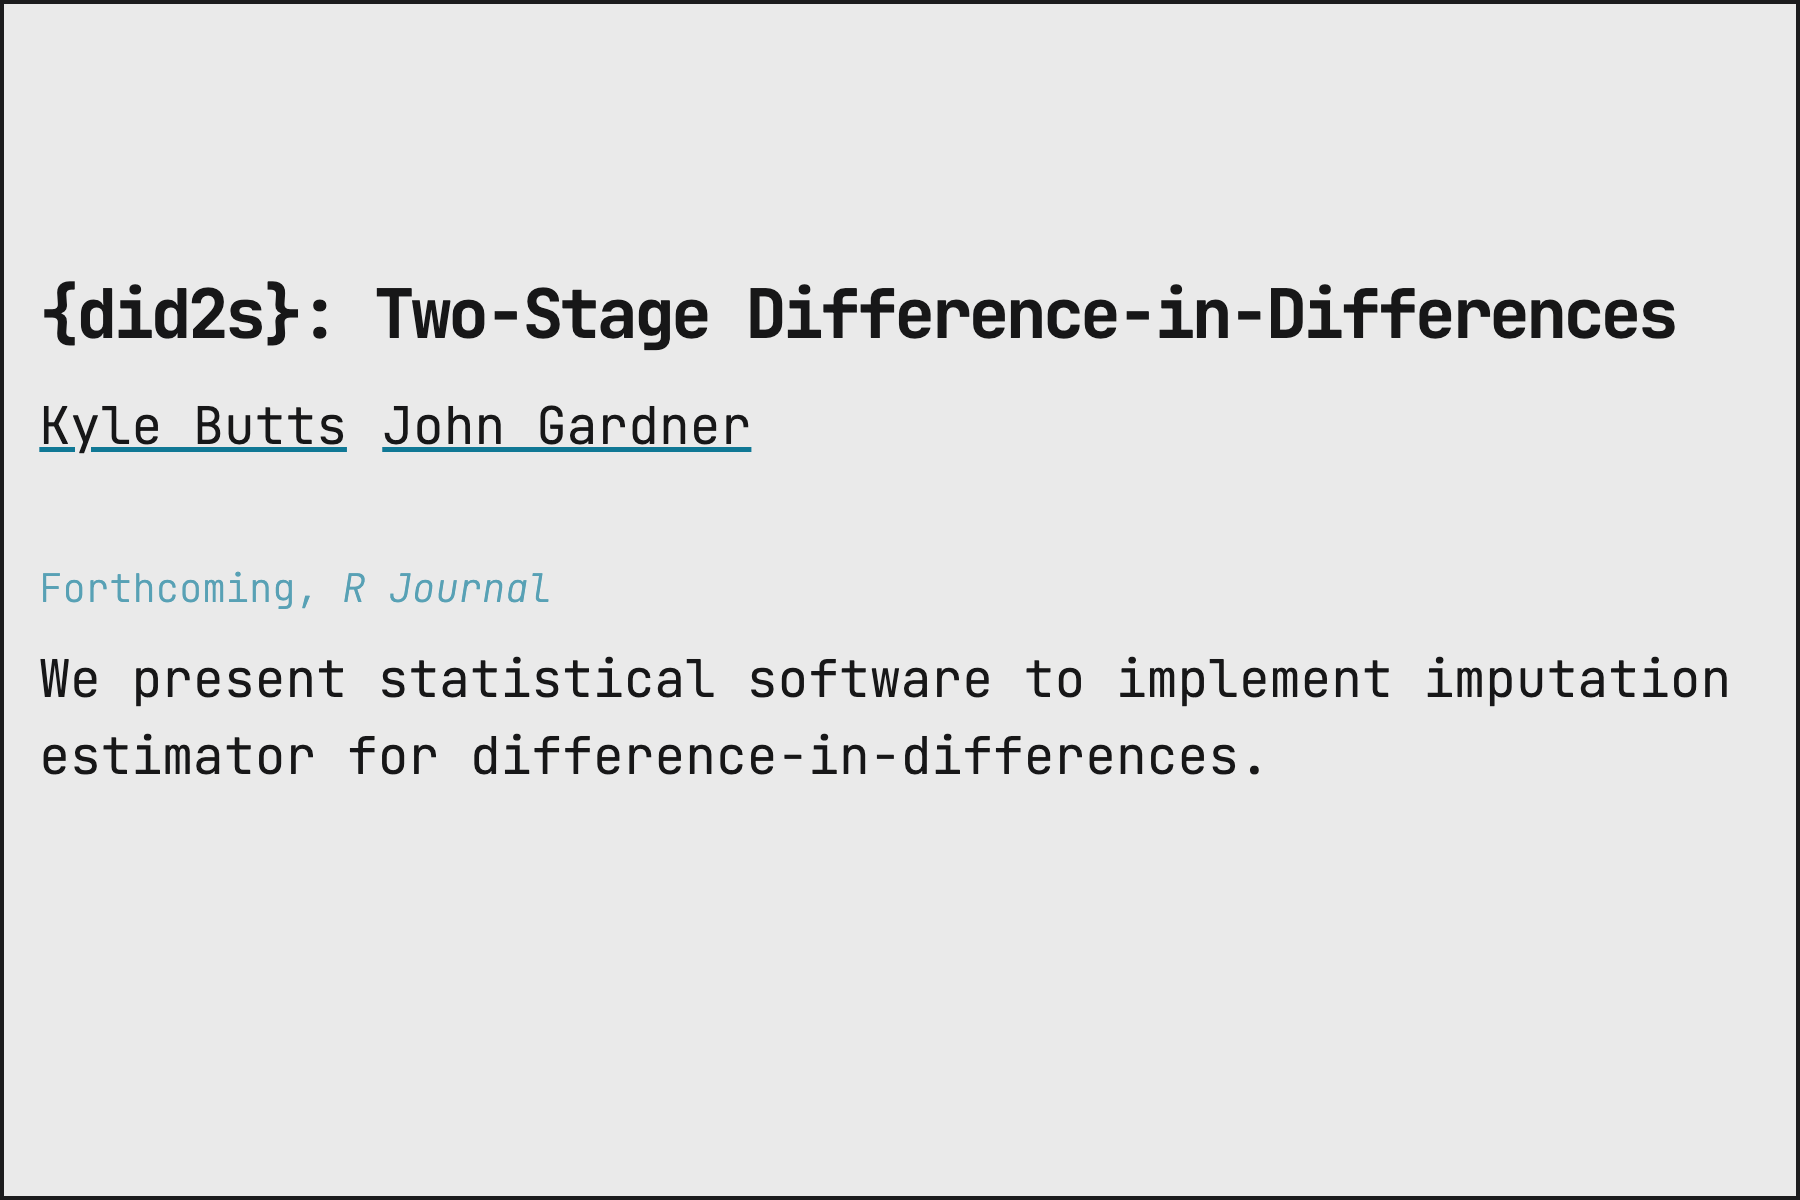 {did2s}: Two-Stage Difference-in-Differences
Kyle Butts John Gardner
Forthcoming, R Journal
We present statistical software to implement imputation
estimator for difference-in-differences.